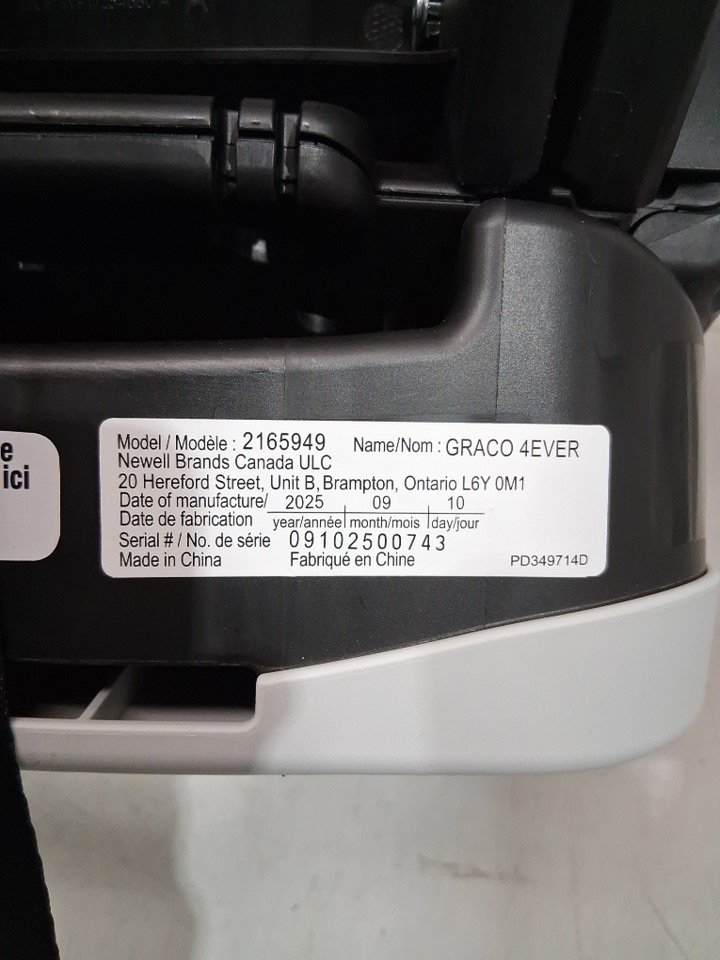 e
ici
Model / Modèle : 2165949 Name/Nom : GRACO 4EVER
Newell Brands Canada ULC
20 Hereford Street, Unit B, Brampton, Ontario L6Y 0M1
Date of manufacture/ 2025 09 10
Date de fabrication year/année month/mois day/jour
Serial # / No. de série 09102500743
Made in China Fabriqué en Chine PD349714D